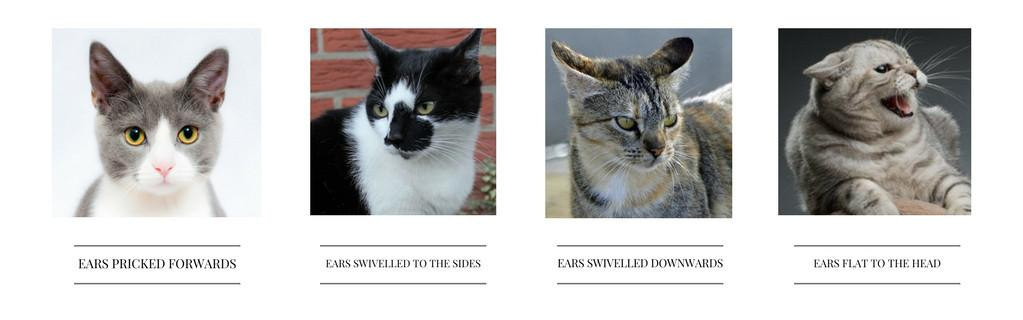 EARS PRICKED FORWARDS
EARS SWIVELLED TO THE SIDES
EARS SWIVELLED DOWNWARDS
EARS FLAT TO THE HEAD